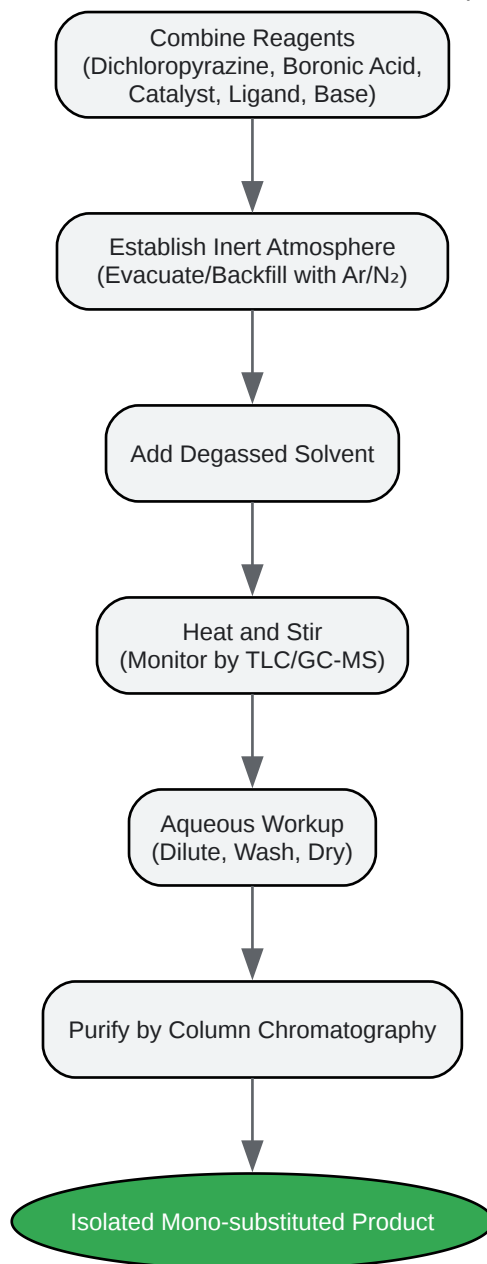 Combine Reagents
(Dichloropyrazine, Boronic Acid,
Catalyst, Ligand, Base)
Establish Inert Atmosphere
(Evacuate/Backfill with Ar/N₂)
Add Degassed Solvent
Heat and Stir
(Monitor by TLC/GC-MS)
Aqueous Workup
(Dilute, Wash, Dry)
Purify by Column Chromatography
Isolated Mono-substituted Product